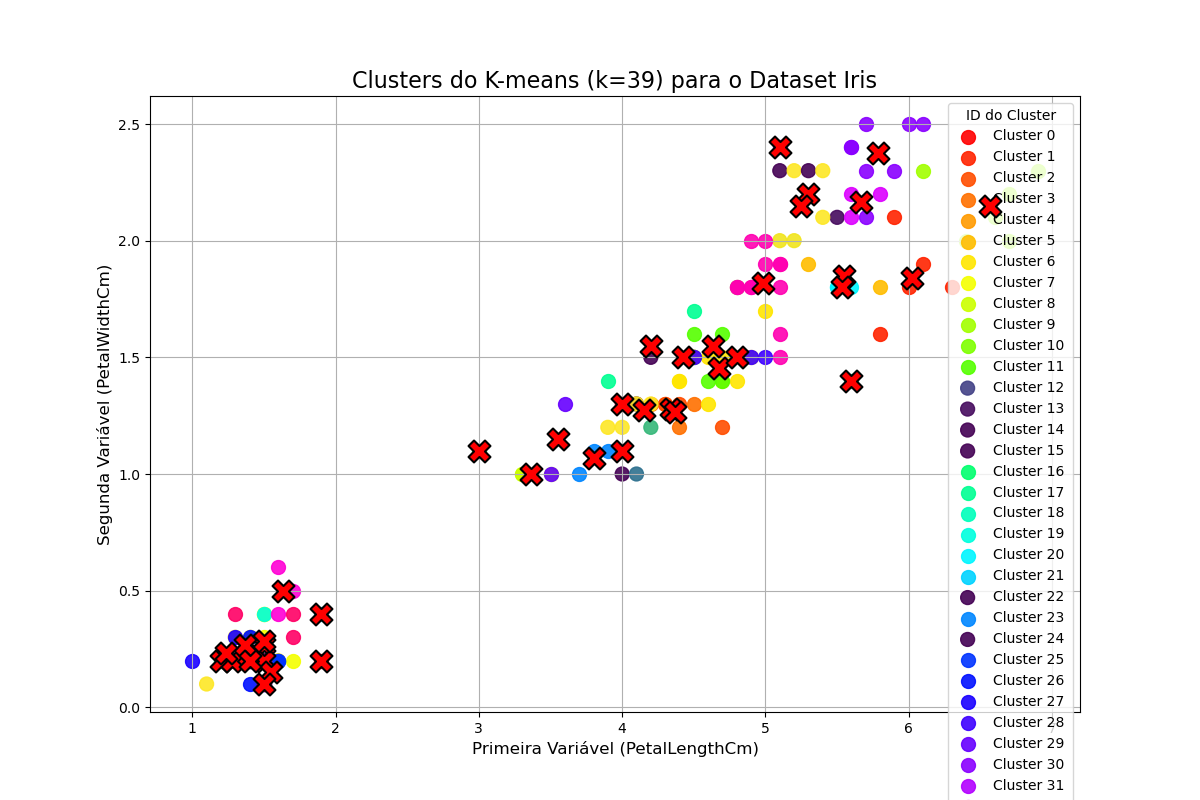 Clusters do K-means (k=39) para o Dataset Iris
ID do Cluster
Cluster 0
Cluster 1
Cluster 2
Cluster 3
Cluster 4
Cluster 5
Cluster 6
Cluster 7
Cluster 8
Cluster 9
Cluster 10
Cluster 11
Cluster 12
Cluster 13
Cluster 14
Cluster 15
Cluster 16
Cluster 17
Cluster 18
Cluster 19
Cluster 20
Cluster 21
Cluster 22
Cluster 23
Cluster 24
Cluster 25
Cluster 26
Cluster 27
Cluster 28
Cluster 29
Cluster 30
Cluster 31
Segunda Variável (PetalWidthCm)
2.5
2.0
1.5
1.0
0.5
0.0
1 2 3 4 5 6 7
Primeira Variável (PetalLengthCm)